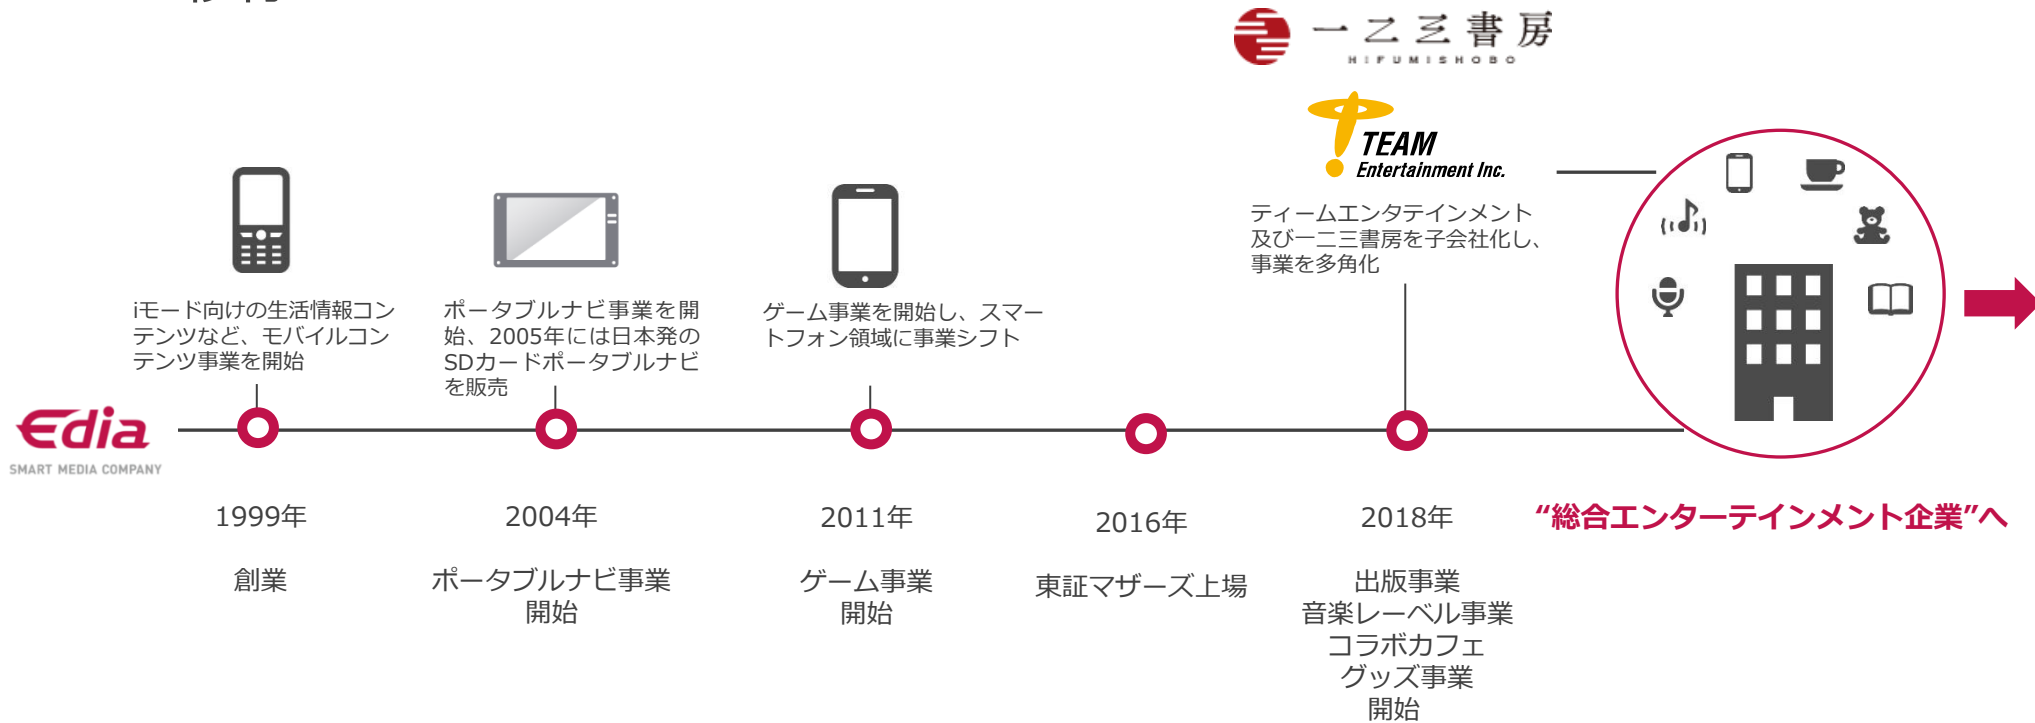 一二三書房
HIFUMISHOBO
TEAM
Entertainment Inc.
ティームエンタテインメント
及び一二三書房を子会社化し、
事業を多角化
iモード向けの生活情報コン
テンツなど、モバイルコン
テンツ事業を開始
ポータブルナビ事業を開
始、2005年には日本発の
SDカードポータブルナビ
を販売
ゲーム事業を開始し、スマー
トフォン領域に事業シフト
Edia
SMART MEDIA COMPANY
1999年
創業
2004年
ポータブルナビ事業
開始
2011年
ゲーム事業
開始
2016年
東証マザーズ上場
2018年
出版事業
音楽レーベル事業
コラボカフェ
グッズ事業
開始
“総合エンターテインメント企業”へ